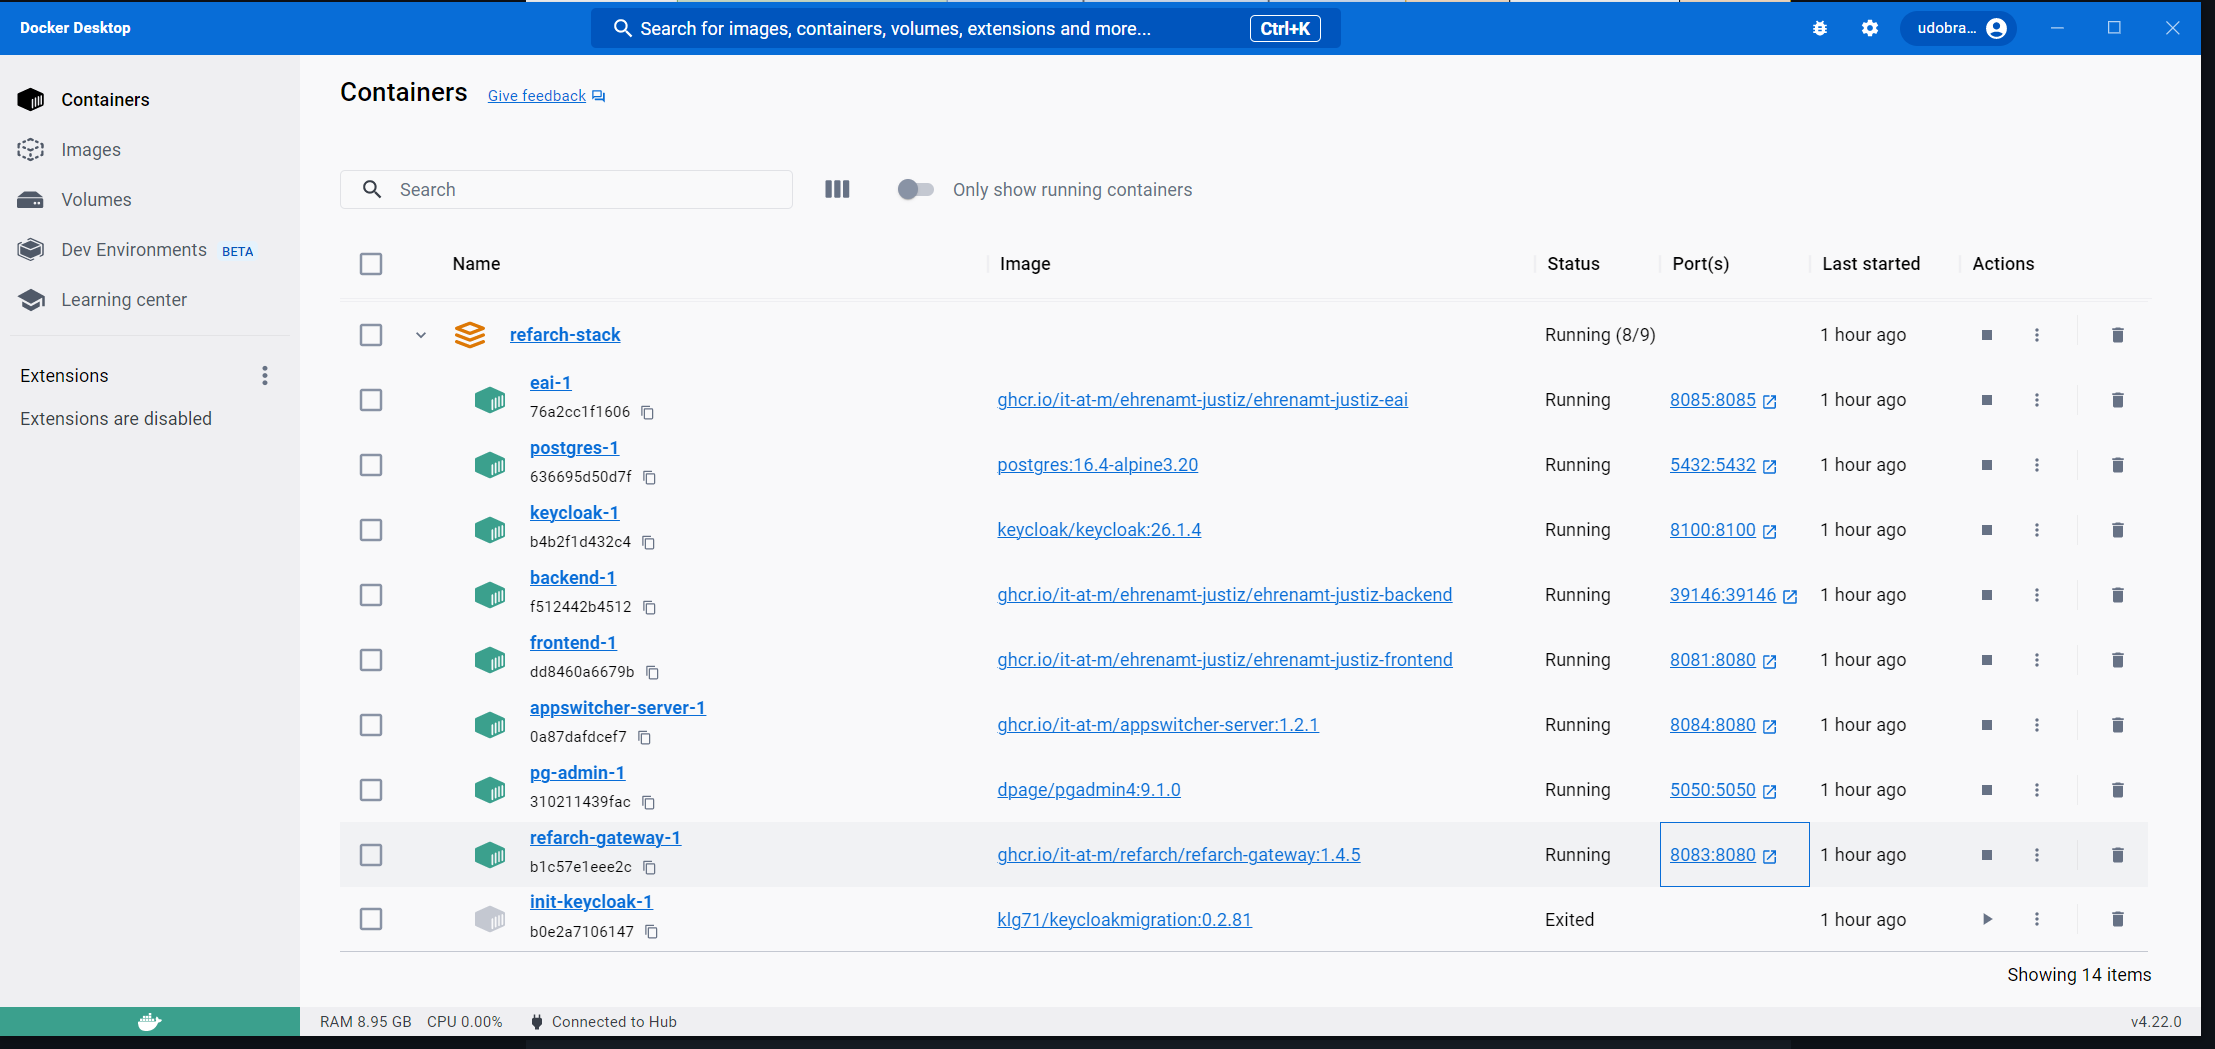 Docker Desktop
Search for images, containers, volumes, extensions and more...
Ctrl+K
udobra...
Containers
Images
Volumes
Dev Environments BETA
Learning center
Extensions
Extensions are disabled
Containers
Give feedback
Search
Only show running containers
Name Image Status Port(s) Last started Actions
refarch-stack Running (8/9) 1 hour ago
eai-1
76a2cc1f1606
ghcr.io/it-at-m/ehrenamt-justiz/ehrenamt-justiz-eai Running 8085:8085 1 hour ago
postgres-1
636695d50d7f
postgres:16.4-alpine3.20 Running 5432:5432 1 hour ago
keycloak-1
b4b2f1d432c4
keycloak/keycloak:26.1.4 Running 8100:8100 1 hour ago
backend-1
f512442b4512
ghcr.io/it-at-m/ehrenamt-justiz/ehrenamt-justiz-backend Running 39146:39146 1 hour ago
frontend-1
dd8460a6679b
ghcr.io/it-at-m/ehrenamt-justiz/ehrenamt-justiz-frontend Running 8081:8080 1 hour ago
appswitcher-server-1
0a87dafdcef7
ghcr.io/it-at-m/appswitcher-server:1.2.1 Running 8084:8080 1 hour ago
pg-admin-1
310211439fac
dpage/pgadmin4:9.1.0 Running 5050:5050 1 hour ago
refarch-gateway-1
b1c57e1eee2c
ghcr.io/it-at-m/refarch/refarch-gateway:1.4.5 Running 8083:8080 1 hour ago
init-keycloak-1
b0e2a7106147
klg71/keycloakmigration:0.2.81 Exited 1 hour ago
Showing 14 items
RAM 8.95 GB CPU 0.00% Connected to Hub
v4.22.0